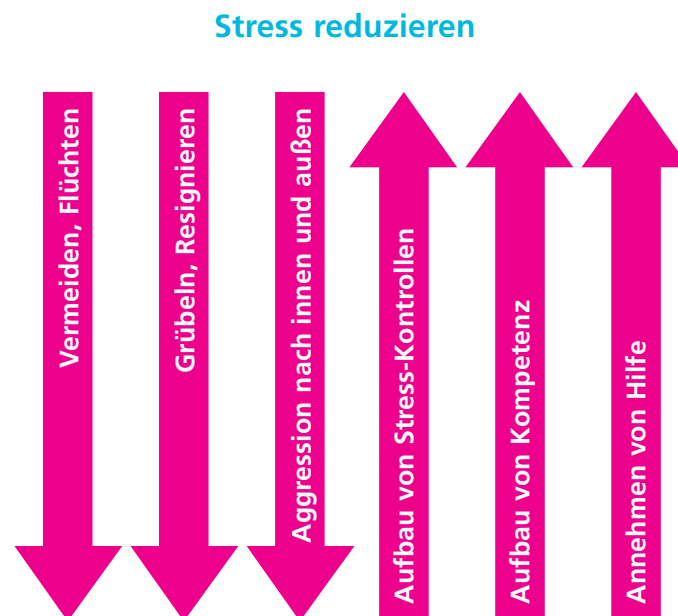 Stress reduzieren
Vermeiden, Flüchten
Grübeln, Resignieren
Aggression nach innen und außen
Aufbau von Stress-Kontrollen
Aufbau von Kompetenz
Annehmen von Hilfe